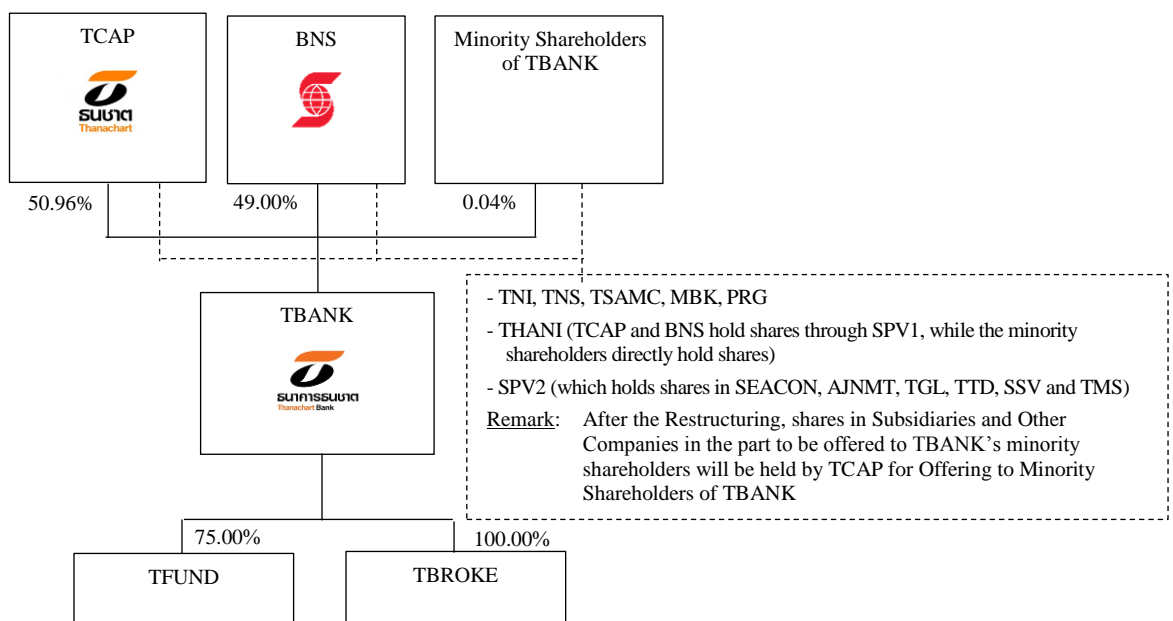 TCAP
ธนชาต
Thanachart
BNS
Minority Shareholders
of TBANK
50.96%
49.00%
0.04%
TBANK
ธนาคารธนชาต
Thanachart Bank
- TNI, TNS, TSAMC, MBK, PRG
- THANI (TCAP and BNS hold shares through SPV1, while the minority
shareholders directly hold shares)
- SPV2 (which holds shares in SEACON, AJNMT, TGL, TTD, SSV and TMS)
Remark: After the Restructuring, shares in Subsidiaries and Other
Companies in the part to be offered to TBANK’s minority
shareholders will be held by TCAP for Offering to Minority
Shareholders of TBANK
75.00%
100.00%
TFUND
TBROKE